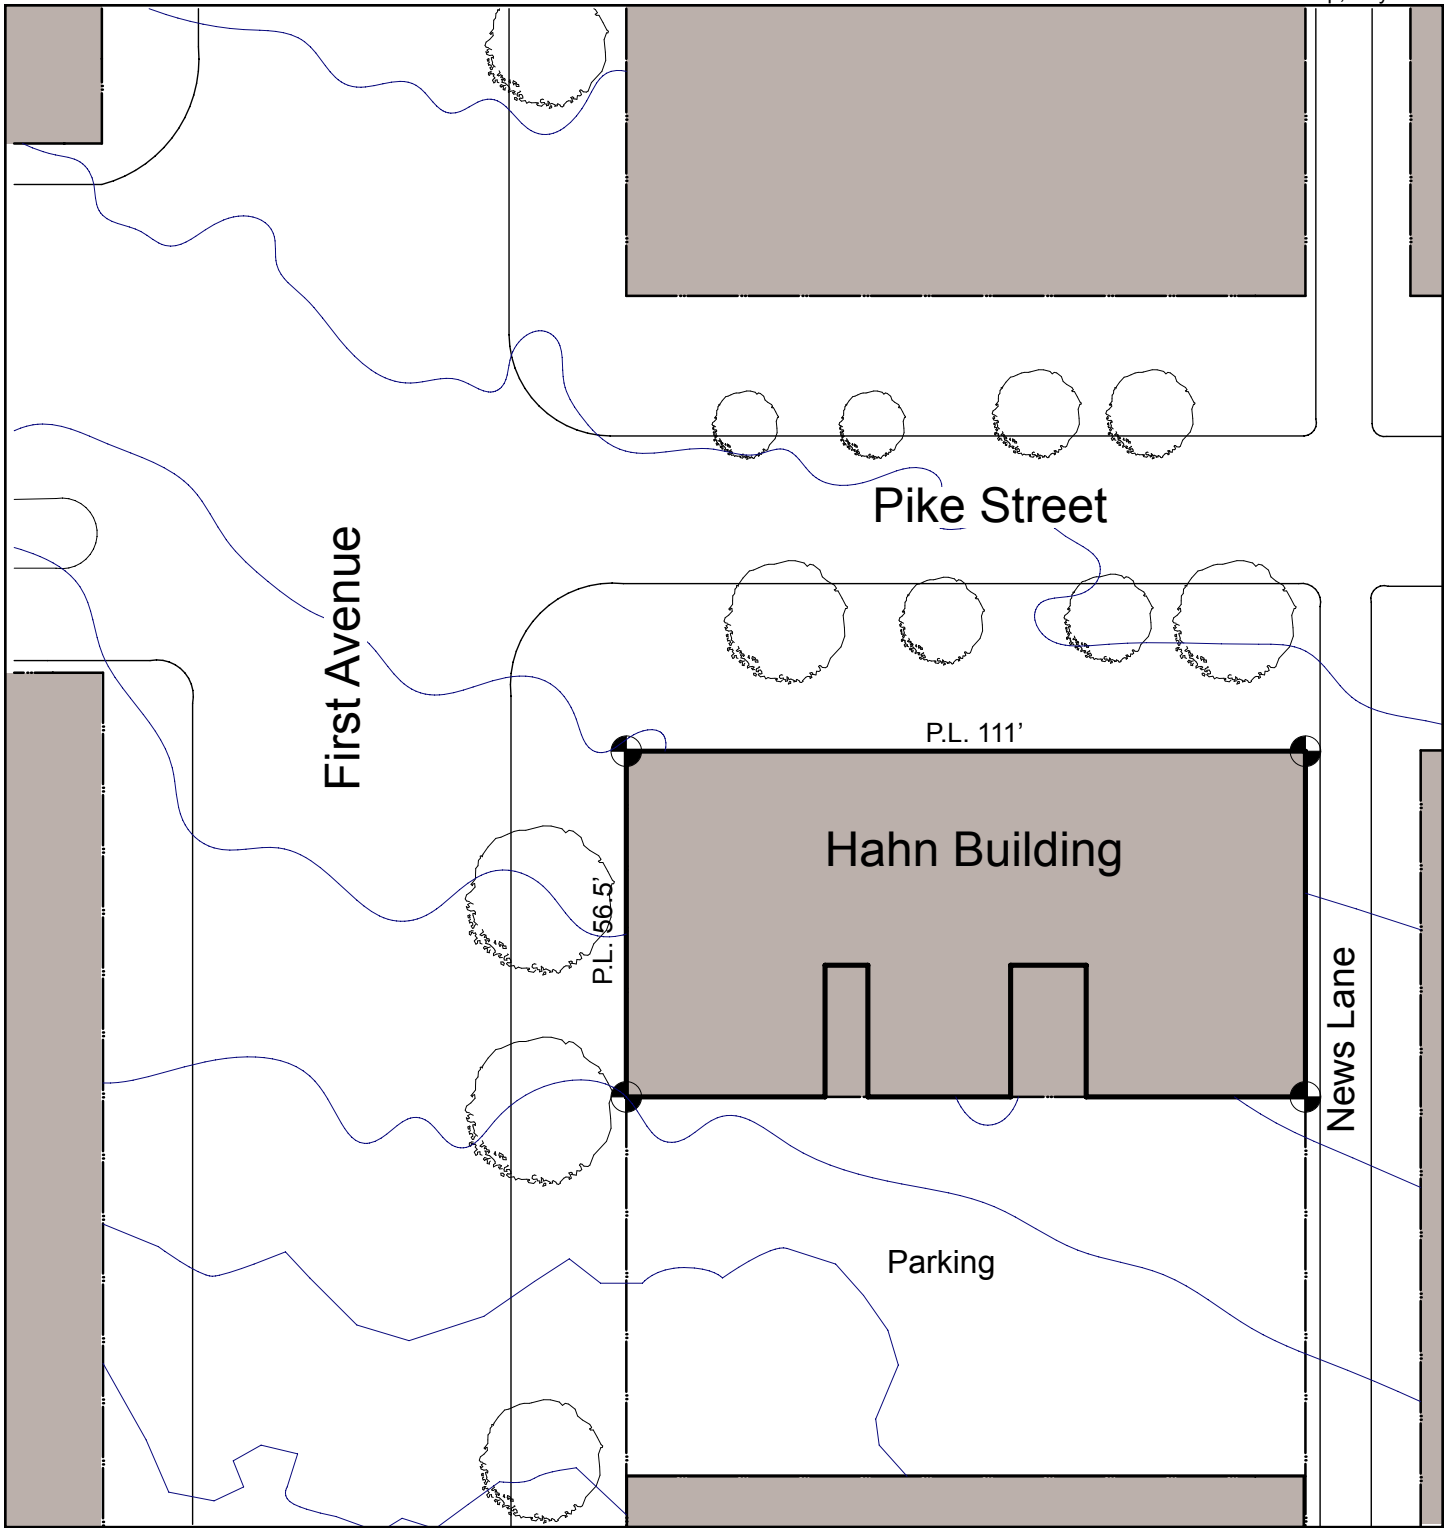 Pike Street
First Avenue
P.L. 111’
Hahn Building
P.L. 56.5’
News Lane
Parking